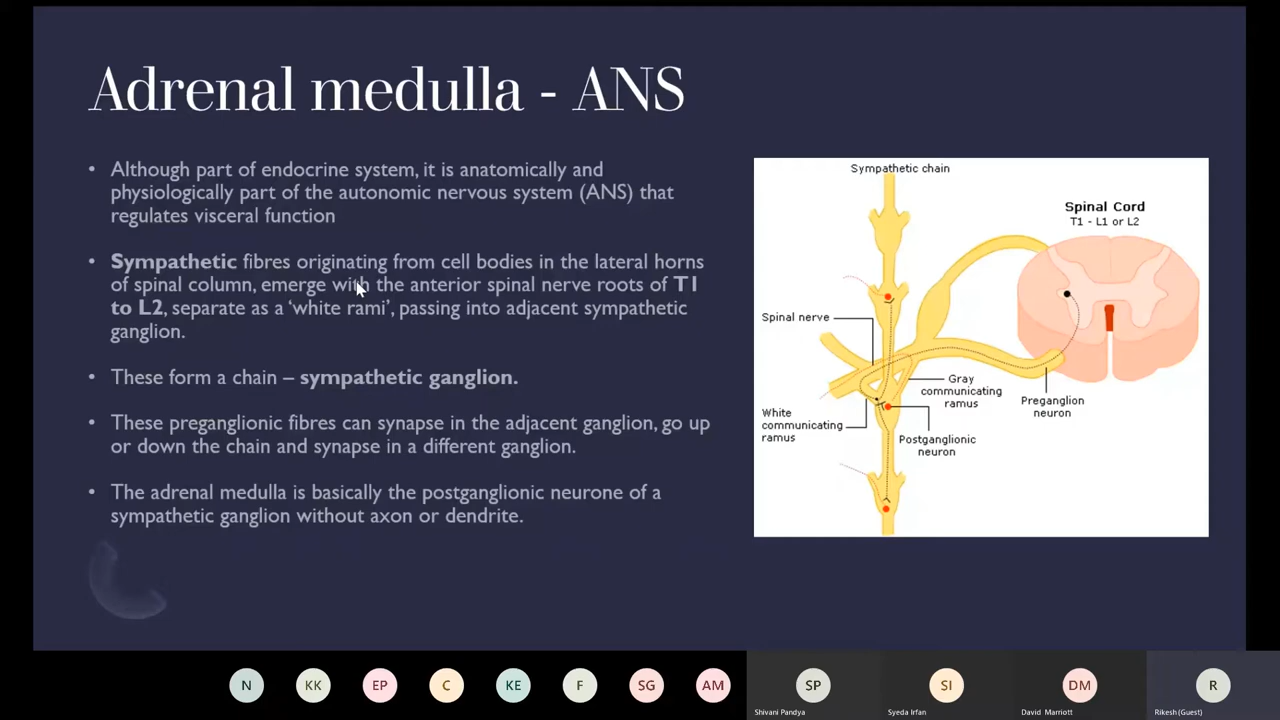 Adrenal medulla - ANS
• Although part of endocrine system, it is anatomically and
physiologically part of the autonomic nervous system (ANS) that
regulates visceral function
• Sympathetic fibres originating from cell bodies in the lateral horns
of spinal column, emerge with the anterior spinal nerve roots of T1
to L2, separate as a ‘white rami’, passing into adjacent sympathetic
ganglion.
• These form a chain – sympathetic ganglion.
• These preganglionic fibres can synapse in the adjacent ganglion, go up
or down the chain and synapse in a different ganglion.
• The adrenal medulla is basically the postganglionic neurone of a
sympathetic ganglion without axon or dendrite.
Sympathetic chain
Spinal Cord
T1 - L1 or L2
Spinal nerve
Gray
communicating
ramus
Preganglion
neuron
White
communicating
ramus
Postganglionic
neuron
N
KK
EP
C
KE
F
SG
AM
SP
SI
DM
R
Shivani Pandya
Syeda Irfan
David Marriott
Rikesh (Guest)